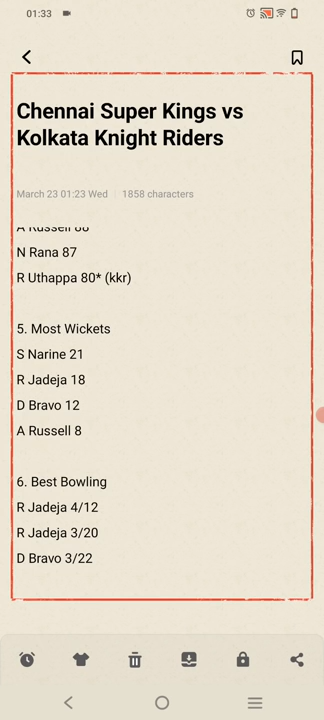 01:33
Chennai Super Kings vs
Kolkata Knight Riders
March 23 01:23 Wed | 1858 characters
A Russell 88
N Rana 87
R Uthappa 80* (kkr)
5. Most Wickets
S Narine 21
R Jadeja 18
D Bravo 12
A Russell 8
6. Best Bowling
R Jadeja 4/12
R Jadeja 3/20
D Bravo 3/22